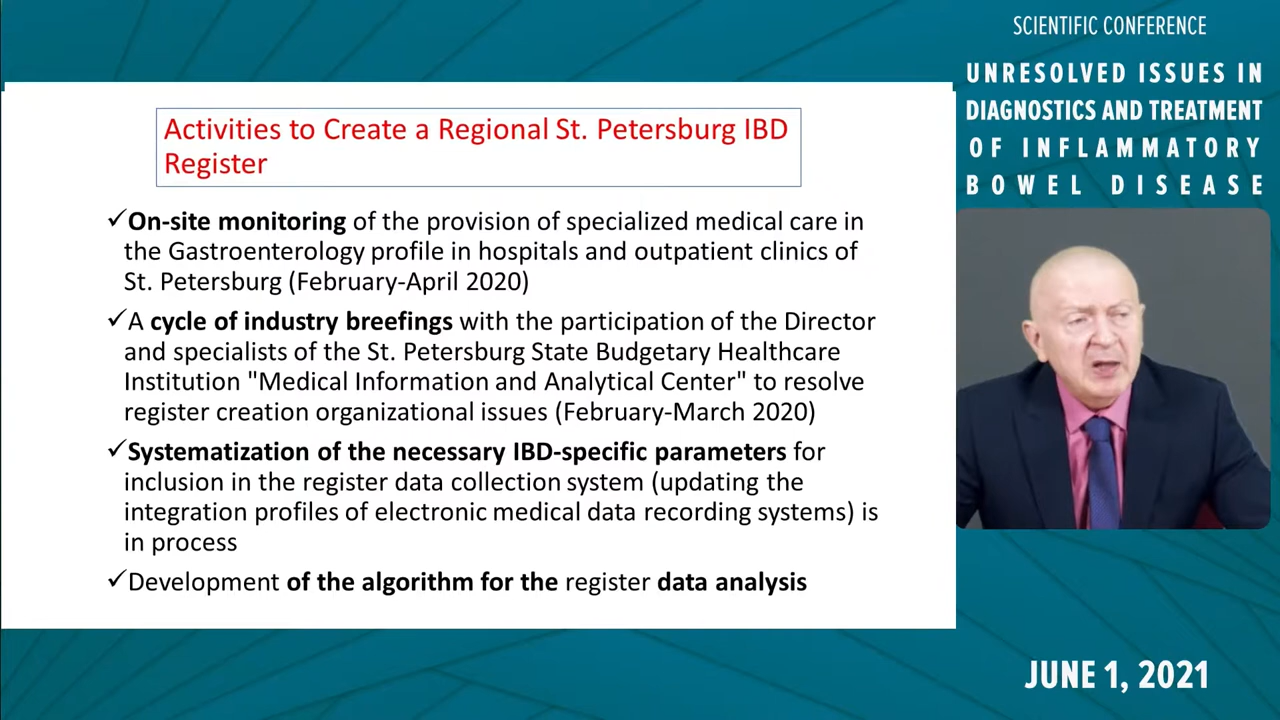 SCIENTIFIC CONFERENCE
UNRESOLVED ISSUES IN
DIAGNOSTICS AND TREATMENT
OF INFLAMMATORY
BOWEL DISEASE
Activities to Create a Regional St. Petersburg IBD
Register
✓On-site monitoring of the provision of specialized medical care in
the Gastroenterology profile in hospitals and outpatient clinics of
St. Petersburg (February-April 2020)
✓A cycle of industry breefings with the participation of the Director
and specialists of the St. Petersburg State Budgetary Healthcare
Institution "Medical Information and Analytical Center" to resolve
register creation organizational issues (February-March 2020)
✓Systematization of the necessary IBD-specific parameters for
inclusion in the register data collection system (updating the
integration profiles of electronic medical data recording systems) is
in process
✓Development of the algorithm for the register data analysis
JUNE 1, 2021